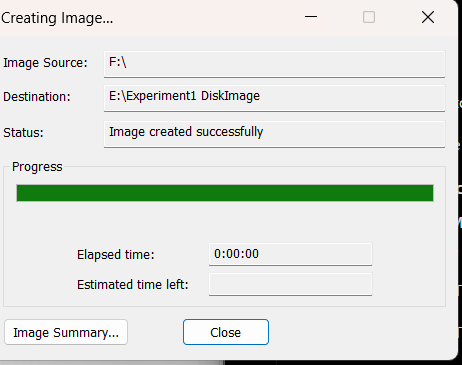 Creating Image...
Image Source: F:\
Destination: E:\Experiment1 DiskImage
Status: Image created successfully
Progress
Elapsed time: 0:00:00
Estimated time left:
Image Summary... Close